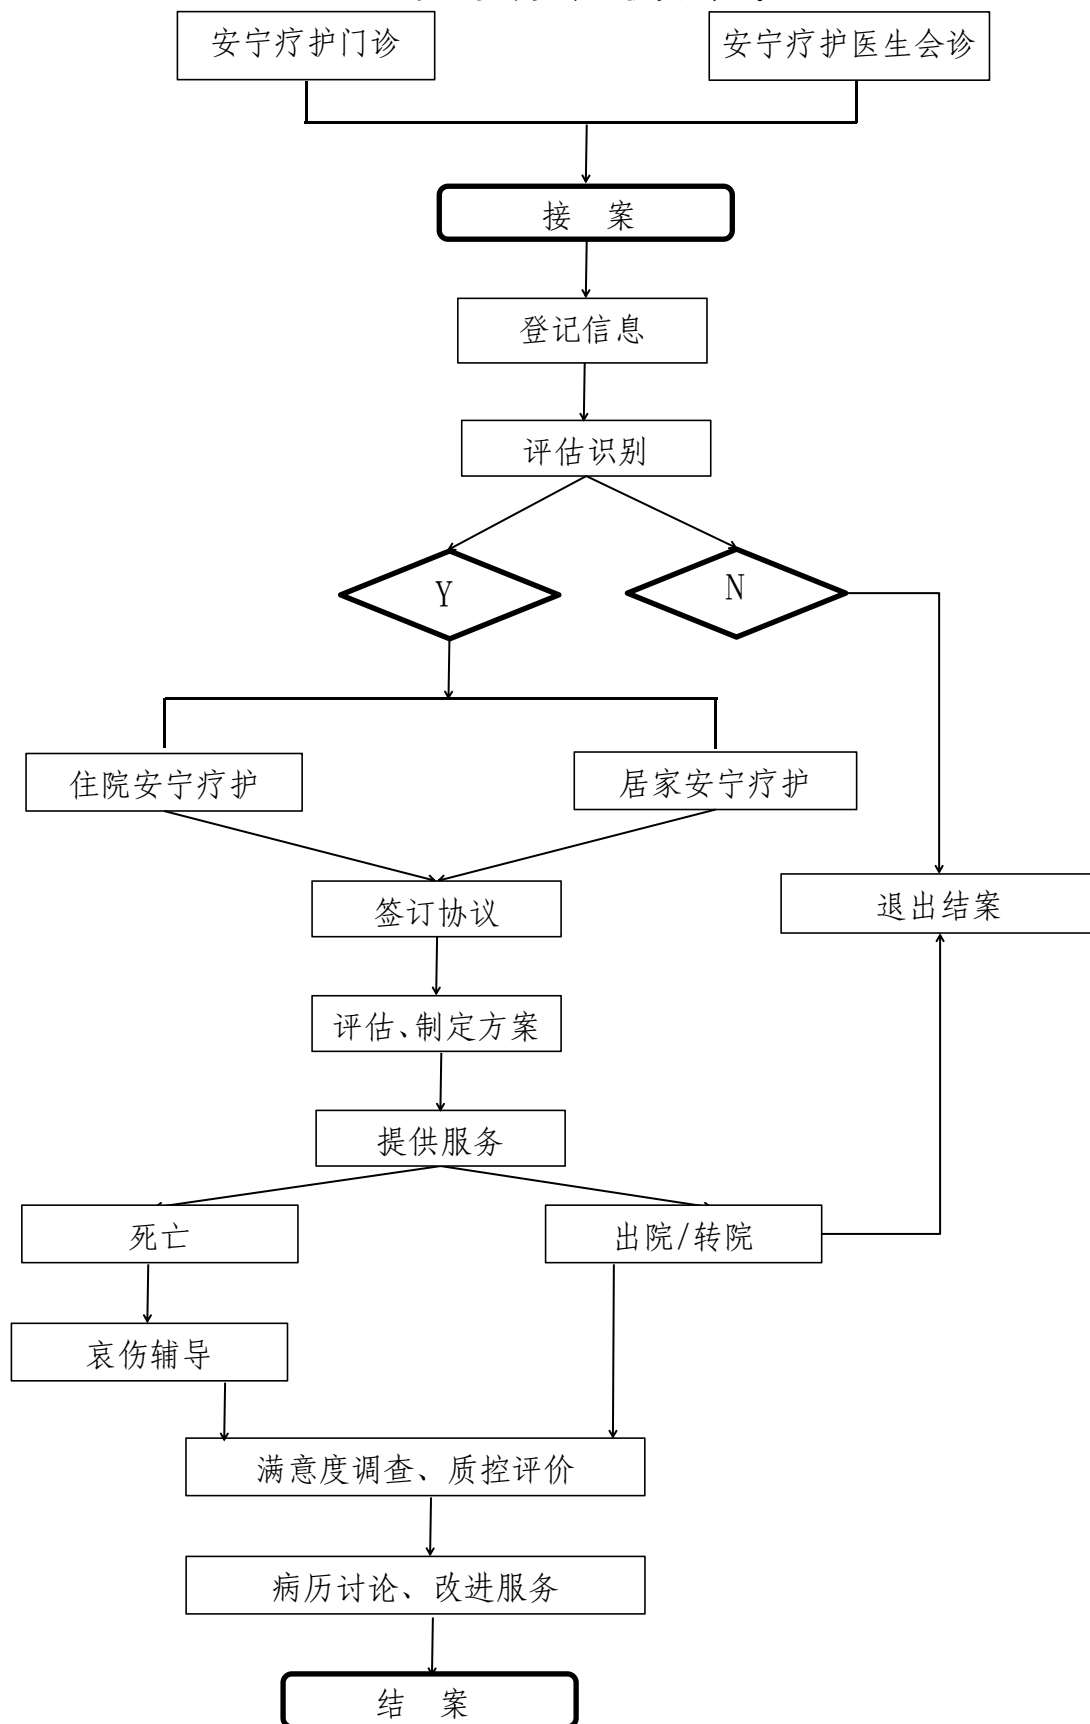 安宁疗护门诊
安宁疗护医生会诊
接 案
登记信息
评估识别
Y
N
住院安宁疗护
居家安宁疗护
签订协议
退出结案
评估、制定方案
提供服务
死亡
出院/转院
哀伤辅导
满意度调查、质控评价
病历讨论、改进服务
结 案